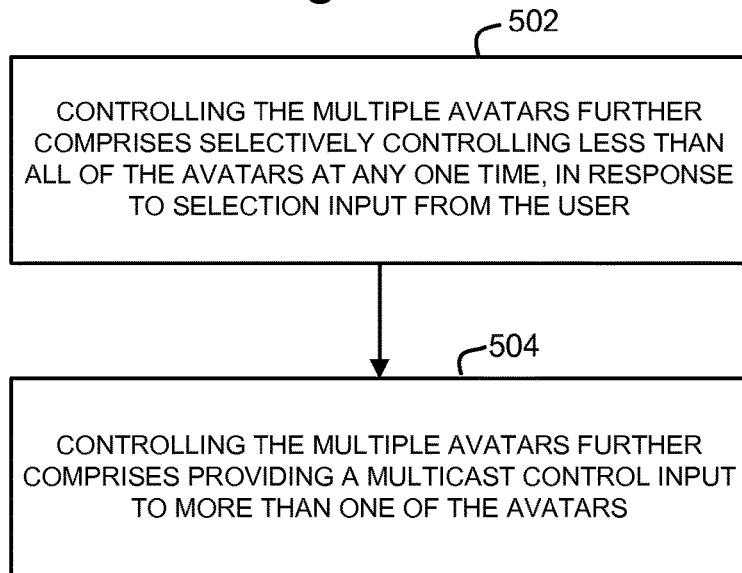 502
CONTROLLING THE MULTIPLE AVATARS FURTHER
COMPRISES SELECTIVELY CONTROLLING LESS THAN
ALL OF THE AVATARS AT ANY ONE TIME, IN RESPONSE
TO SELECTION INPUT FROM THE USER
504
CONTROLLING THE MULTIPLE AVATARS FURTHER
COMPRISES PROVIDING A MULTICAST CONTROL INPUT
TO MORE THAN ONE OF THE AVATARS